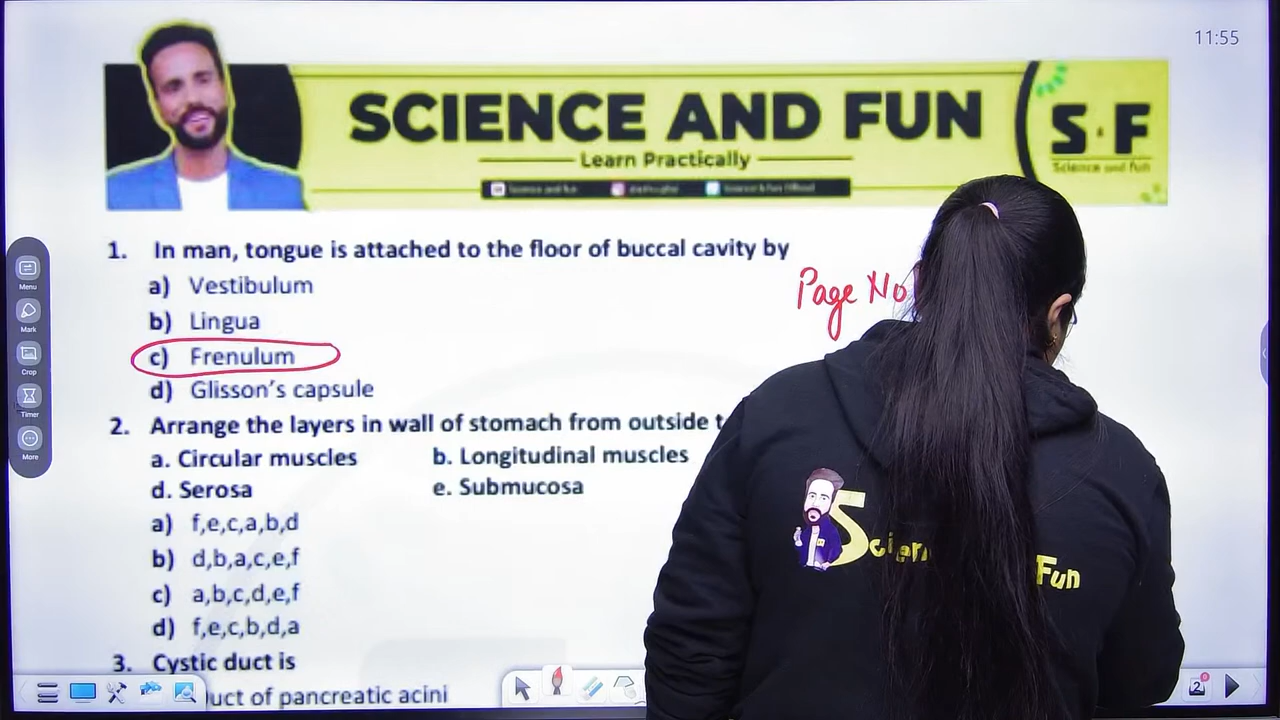 11:55
SCIENCE AND FUN
Learn Practically
S·F
Science and fun
1. In man, tongue is attached to the floor of buccal cavity by
a) Vestibulum
b) Lingua
c) Frenulum
d) Glisson's capsule
Page No
2. Arrange the layers in wall of stomach from outside
a. Circular muscles b. Longitudinal muscles
d. Serosa e. Submucosa
a) f,e,c,a,b,d
b) d,b,a,c,e,f
c) a,b,c,d,e,f
d) f,e,c,b,d,a
3. Cystic duct is
of pancreatic acini
Menu
Mark
Crop
Timer
More
Fun
2